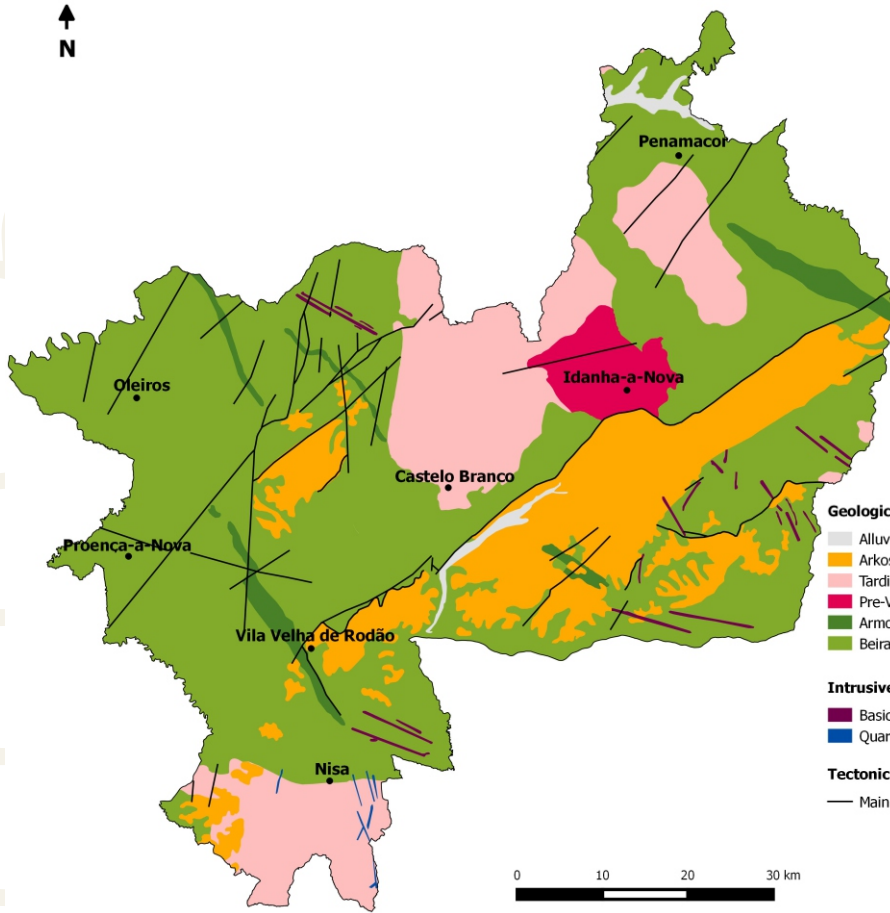 N
Penamacor
Oleiros
Idanha-a-Nova
Castelo Branco
Proença-a-Nova
Vila Velha de Rodão
Nisa
Geologic
Alluv
Arkos
Tardi
Pre-V
Armo
Beira
Intrusive
Basic
Quar
Tectonic
Main
0 10 20 30 km